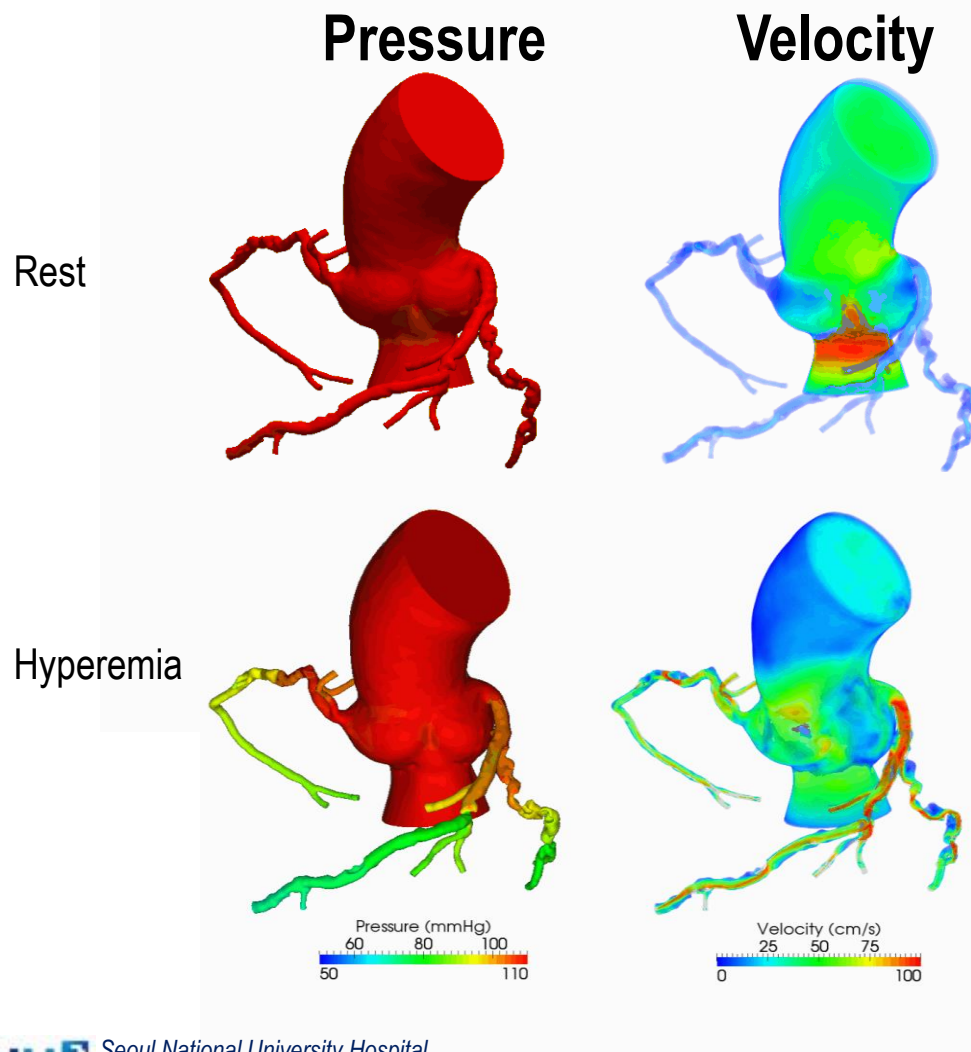 Pressure
Velocity
Rest
Hyperemia
Pressure (mmHg)
60 80 100
50 110
Velocity (cm/s)
25 50 75
0 100
Seoul National University Hospital